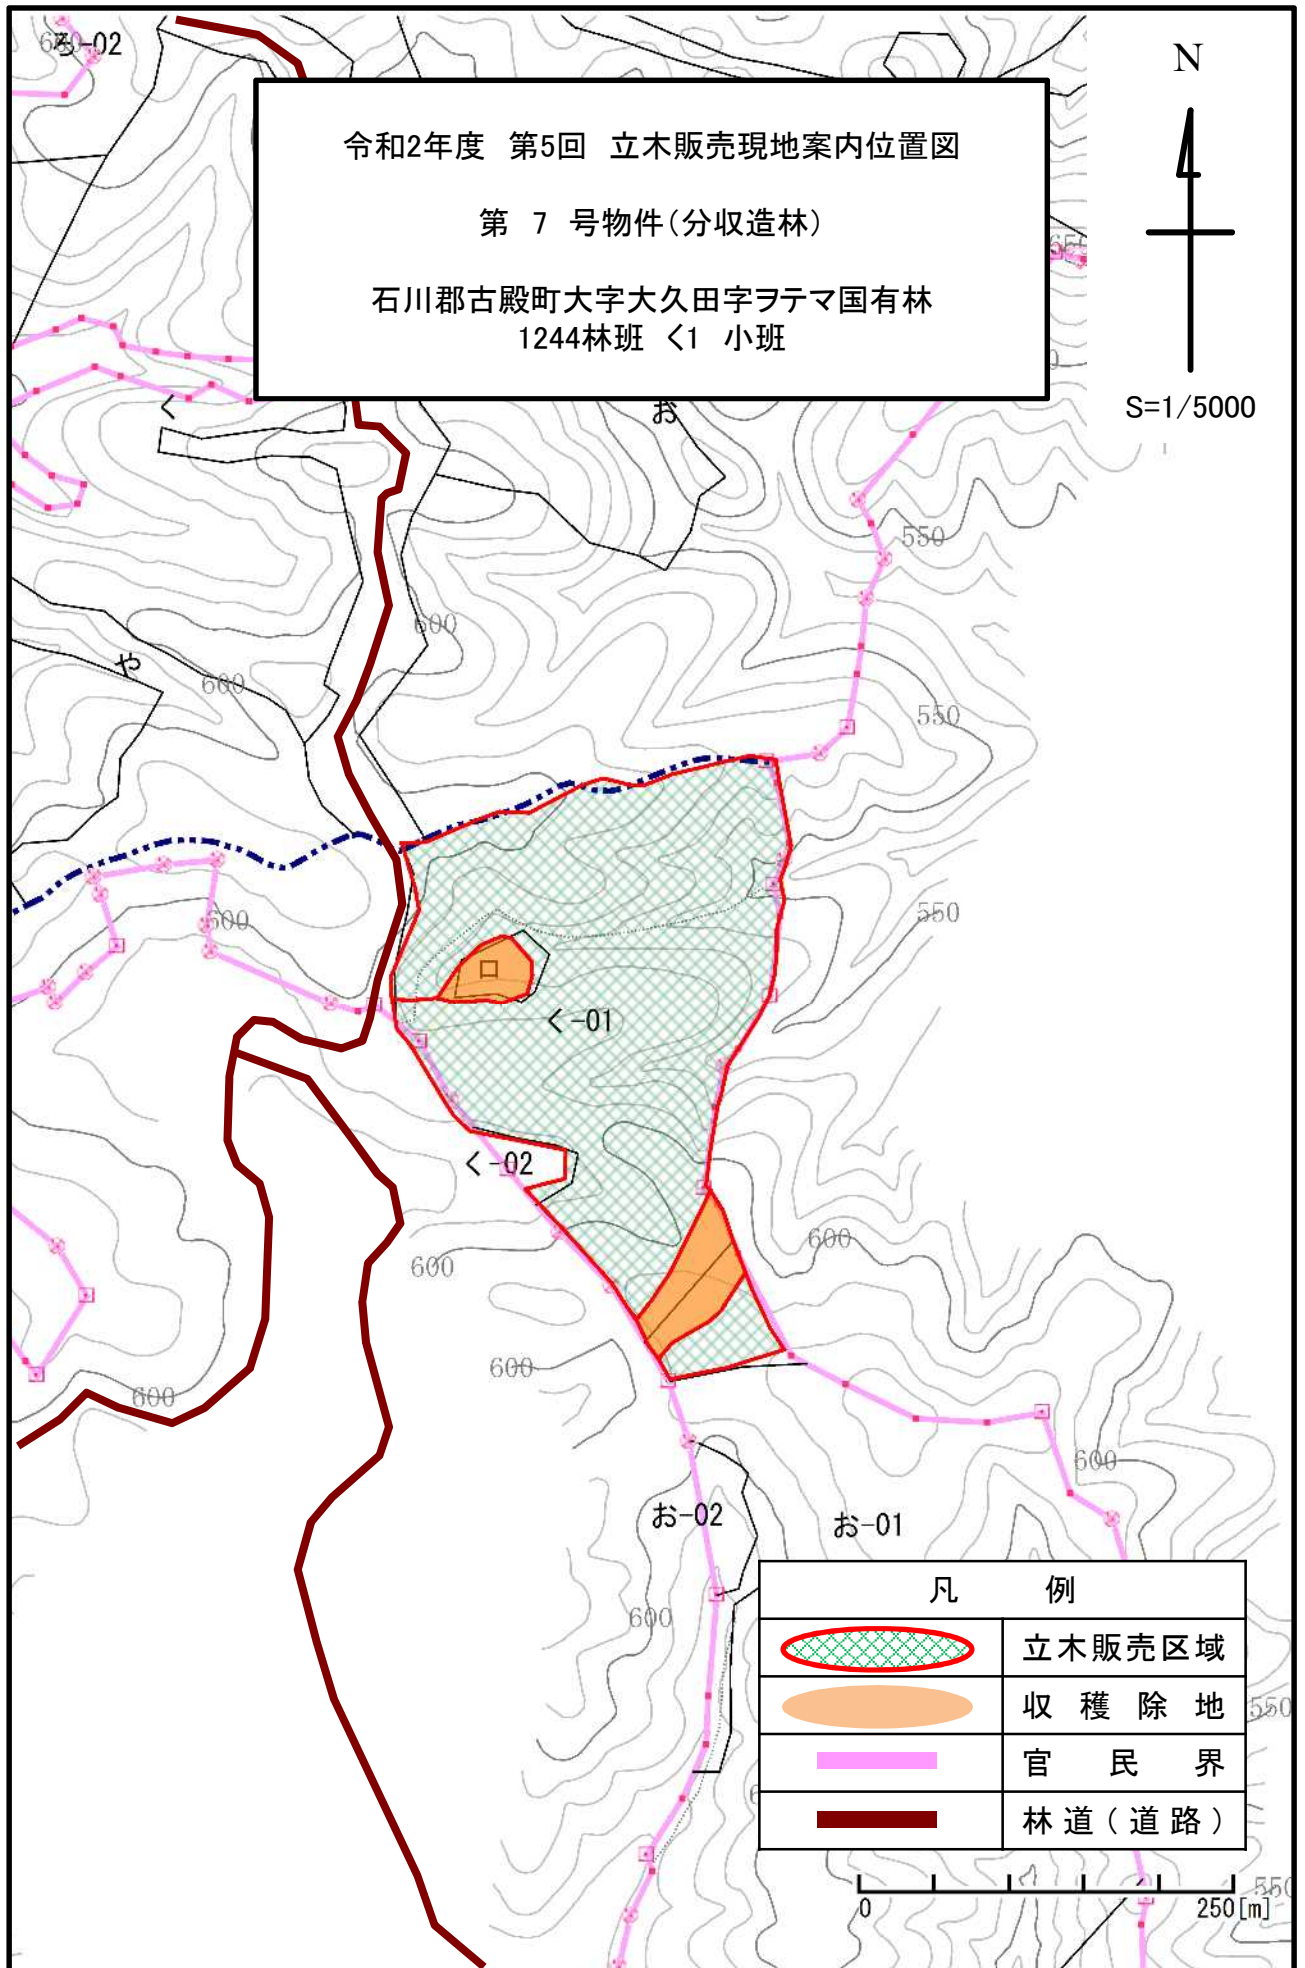 ろ-02
N
令和2年度 第5回 立木販売現地案内位置図
第 7 号物件(分収造林)
石川郡古殿町大字大久田字ヲテマ国有林
1244林班 く1 小班
S=1/5000
く
お
550
600
や
600
550
600
550
く-01
く-02
600
600
600
600
600
お-02
お-01
600
凡 例
立木販売区域
収穫除地
官民界
林道(道路)
550
550
0
250[m]